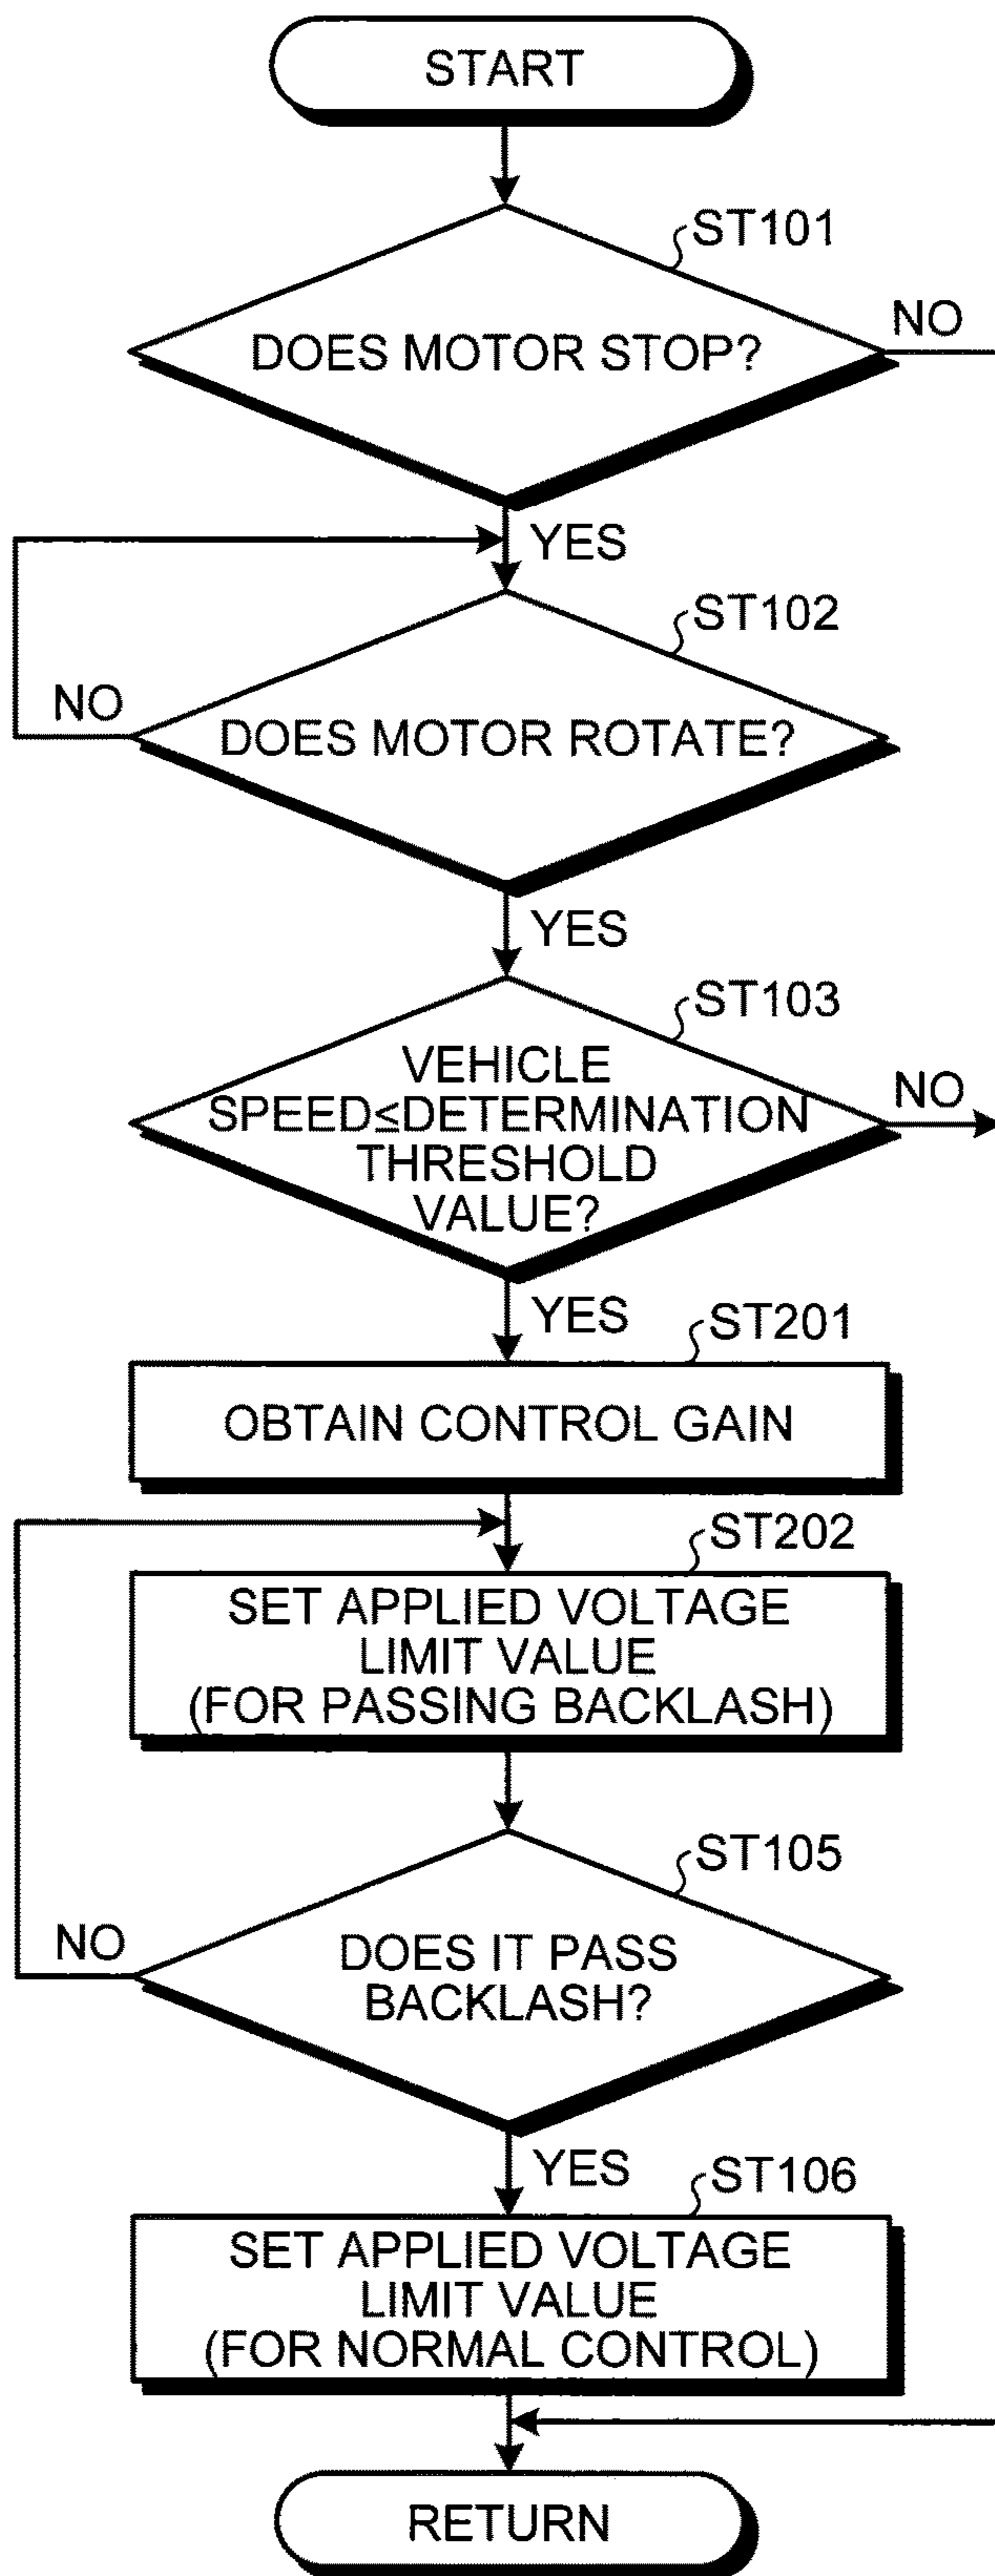 START
ST101
DOES MOTOR STOP?
NO
YES
ST102
DOES MOTOR ROTATE?
NO
YES
ST103
VEHICLE
SPEED≤DETERMINATION
THRESHOLD
VALUE?
NO
YES
ST201
OBTAIN CONTROL GAIN
ST202
SET APPLIED VOLTAGE
LIMIT VALUE
(FOR PASSING BACKLASH)
ST105
DOES IT PASS
BACKLASH?
NO
YES
ST106
SET APPLIED VOLTAGE
LIMIT VALUE
(FOR NORMAL CONTROL)
RETURN